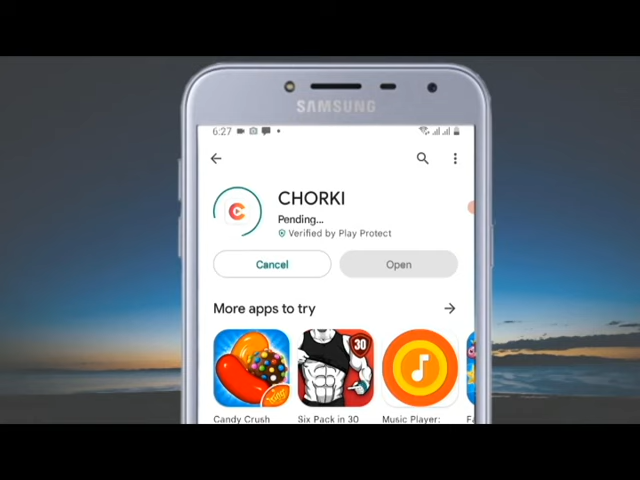 SAMSUNG
6:27
CHORKI
Pending...
Verified by Play Protect
Cancel
Open
More apps to try
30
Candy Crush
Six Pack in 30
Music Player: